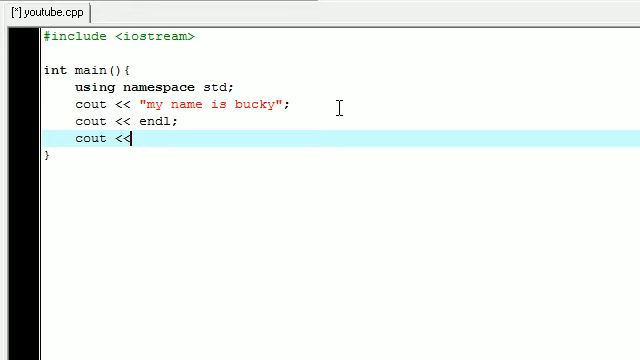 [*] youtube.cpp
#include <iostream>
int main(){
using namespace std;
cout << "my name is bucky";
cout << endl;
cout <<
}